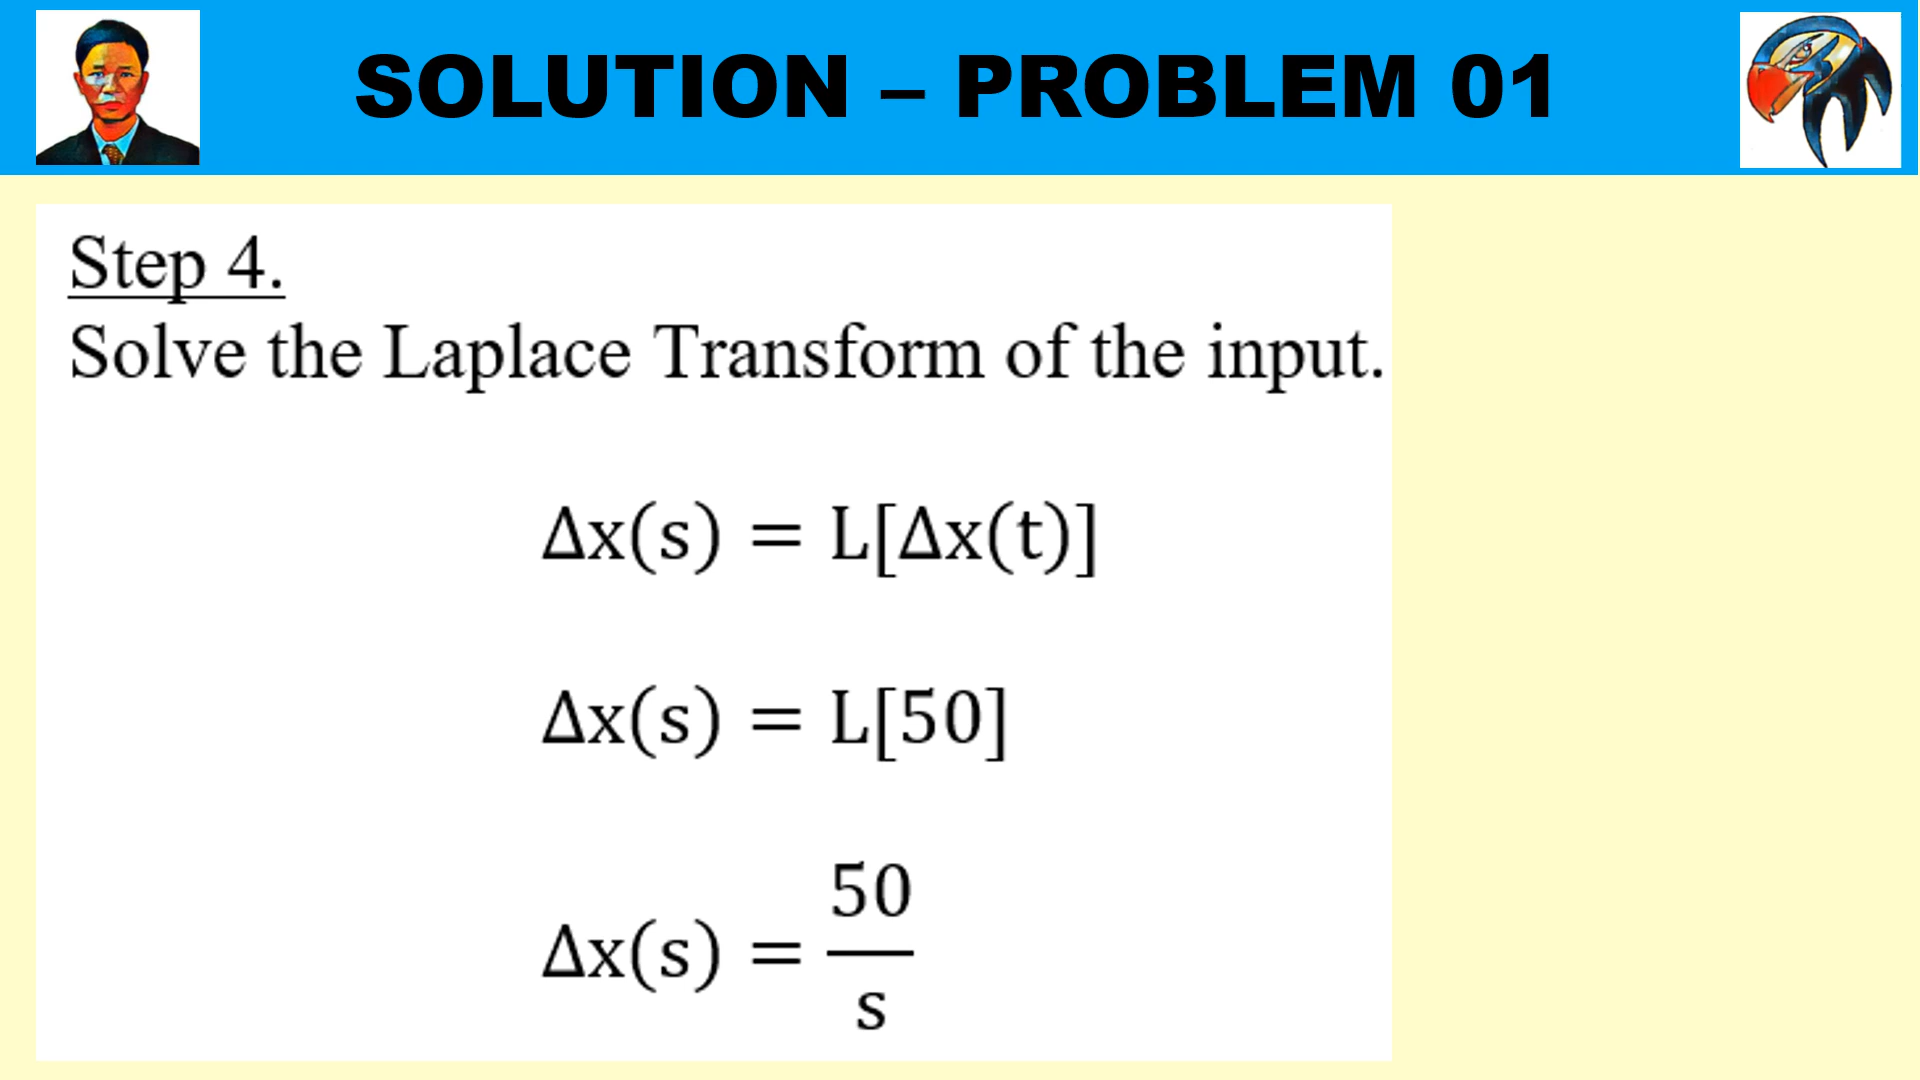 SOLUTION – PROBLEM 01
Step 4.
Solve the Laplace Transform of the input.
Δx(s) = L[Δx(t)]
Δx(s) = L[50]
Δx(s) = 50/s